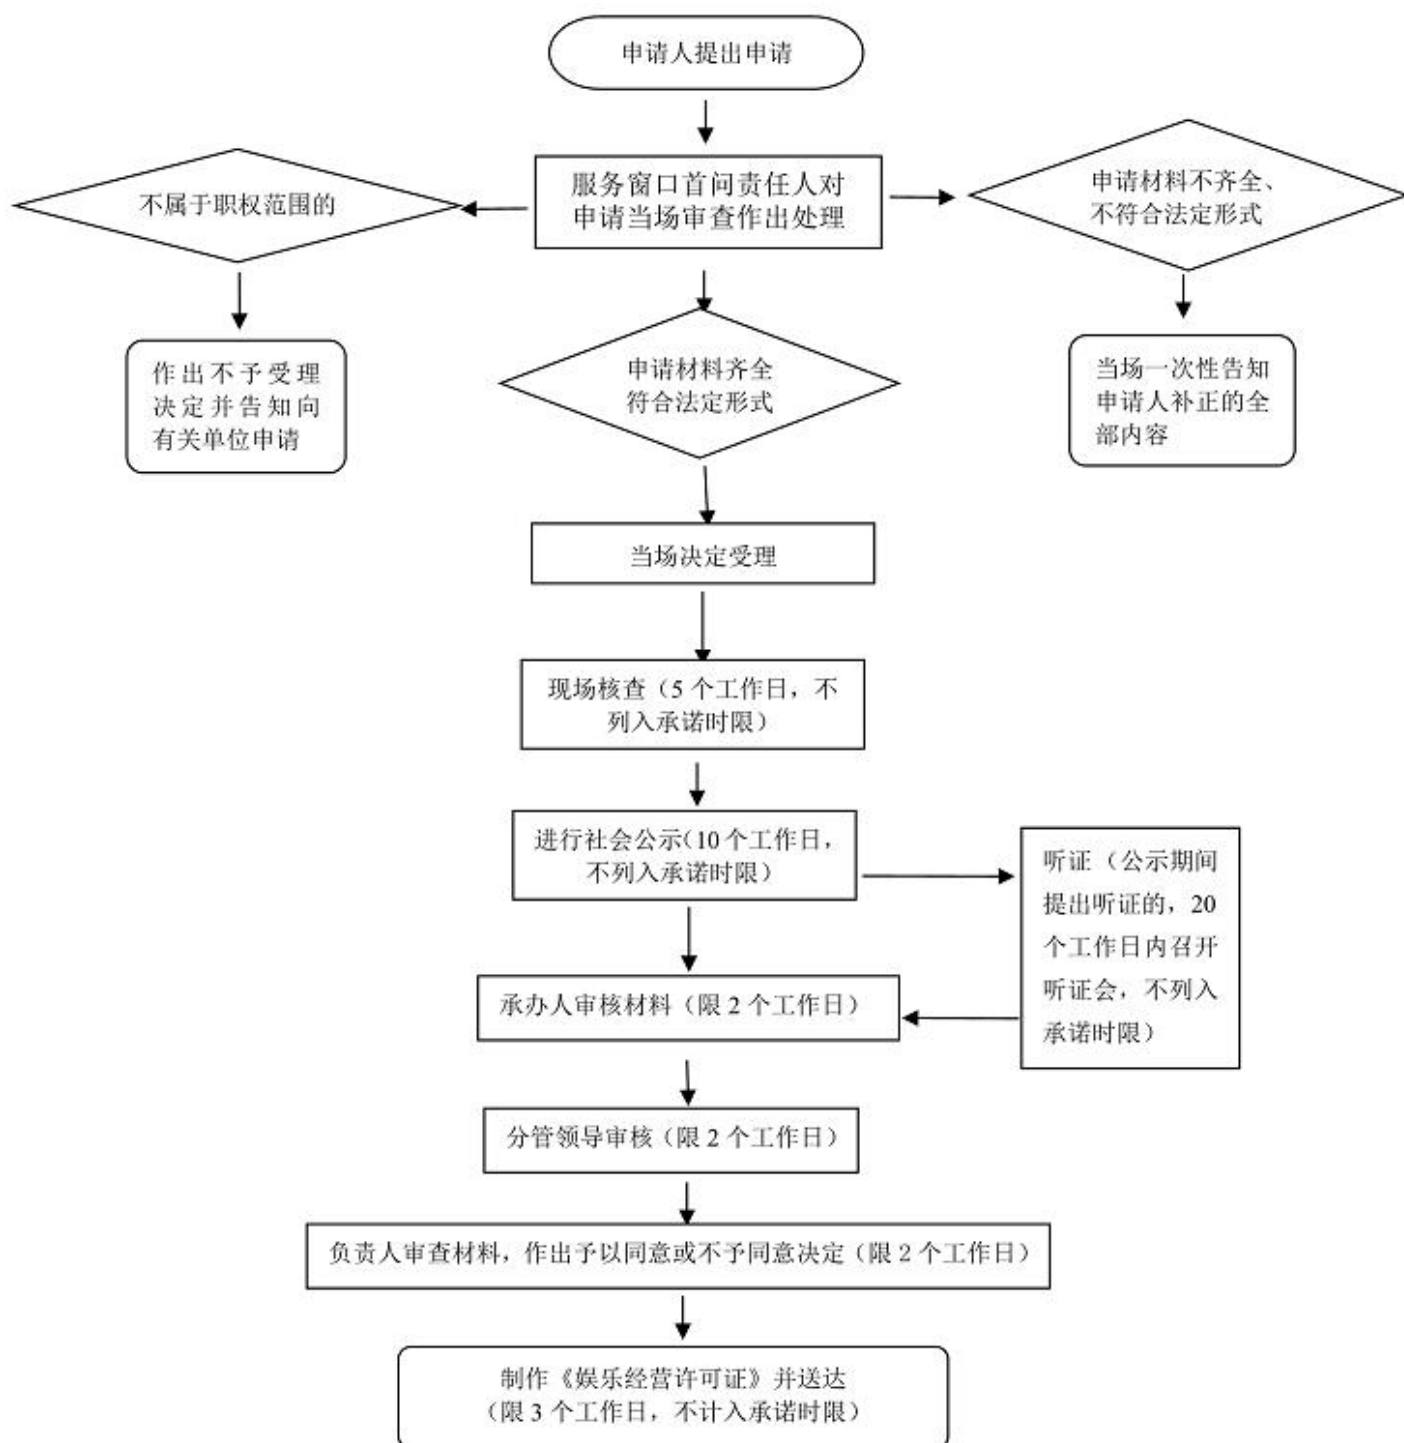 申请人提出申请
服务窗口首问责任人对
申请当场审查作出处理
不属于职权范围的
申请材料不齐全、
不符合法定形式
作出不予受理
决定并告知向
有关单位申请
申请材料齐全
符合法定形式
当场一次性告知
申请人补正的全
部内容
当场决定受理
现场核查（5 个工作日，不
列入承诺时限）
进行社会公示（10 个工作日，
不列入承诺时限）
听证（公示期间
提出听证的，20
个工作日内召开
听证会，不列入
承诺时限）
承办人审核材料（限 2 个工作日）
分管领导审核（限 2 个工作日）
负责人审查材料，作出予以同意或不予同意决定（限 2 个工作日）
制作《娱乐经营许可证》并送达
（限 3 个工作日，不计入承诺时限）